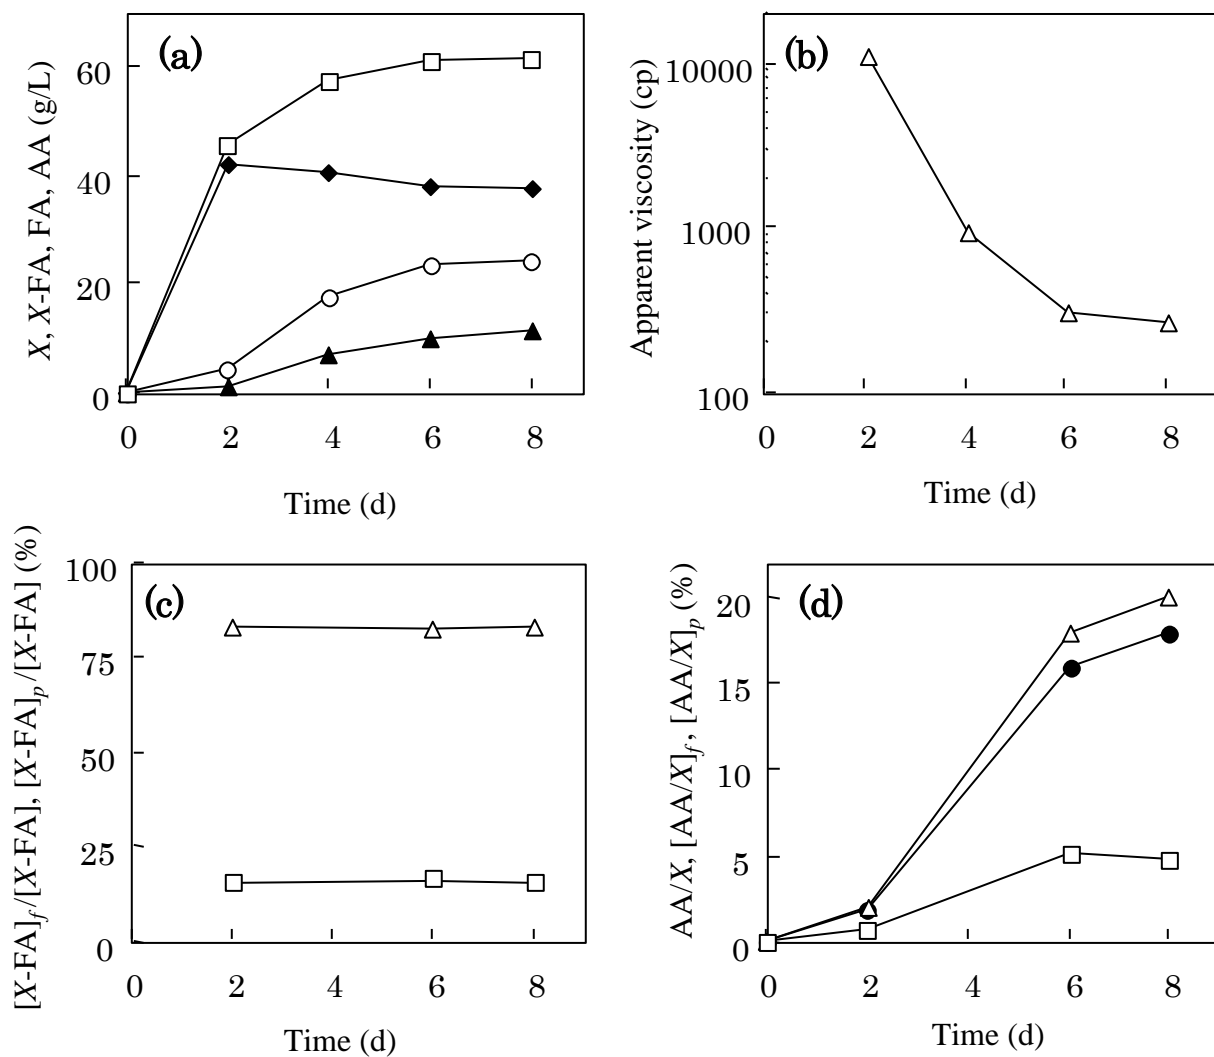 (a)
X, X-FA, FA, AA (g/L)
60
40
20
0
0 2 4 6 8
Time (d)
(b)
Apparent viscosity (cp)
10000
1000
100
0 2 4 6 8
Time (d)
(c)
[X-FA]f/[X-FA], [X-FA]p/[X-FA] (%)
100
75
50
25
0
0 2 4 6 8
Time (d)
(d)
AA/X, [AA/X]f, [AA/X]p (%)
20
15
10
5
0
0 2 4 6 8
Time (d)